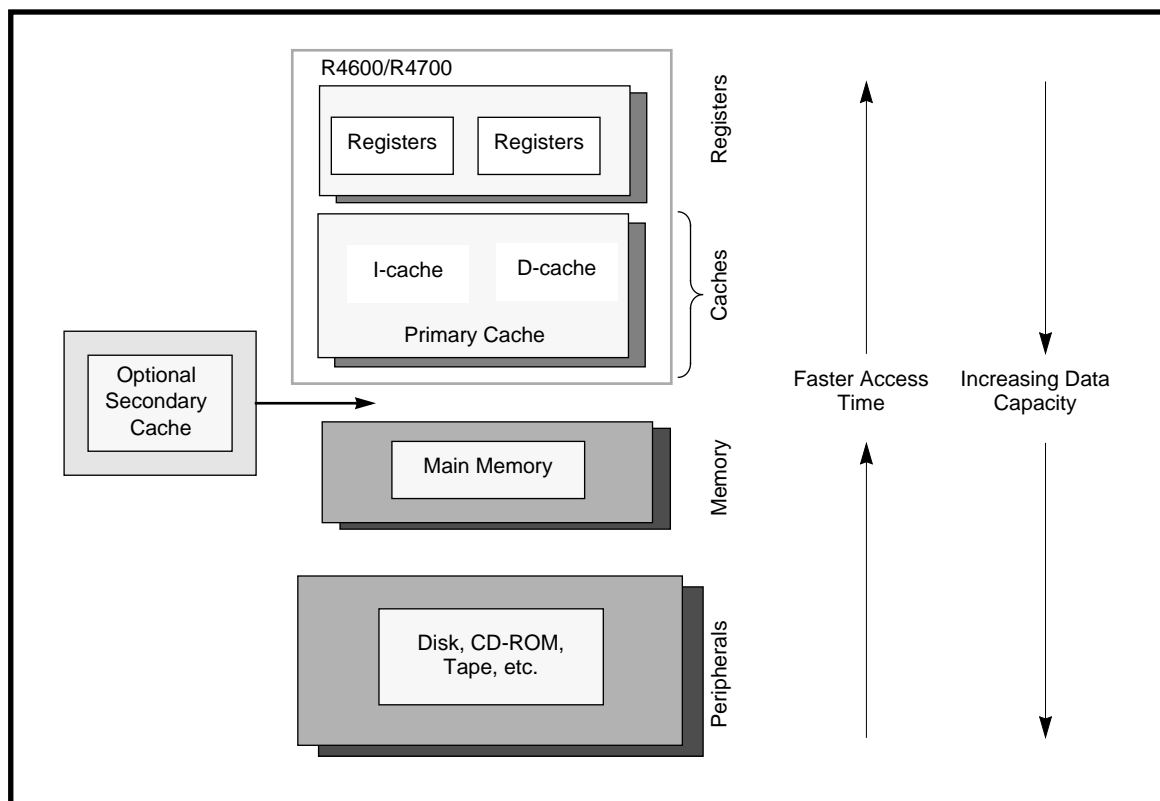 R4600/R4700
Registers
Registers
Registers
I-cache
D-cache
Primary Cache
Caches
Optional
Secondary
Cache
Faster Access
Time
Increasing Data
Capacity
Main Memory
Memory
Disk, CD-ROM,
Tape, etc.
Peripherals